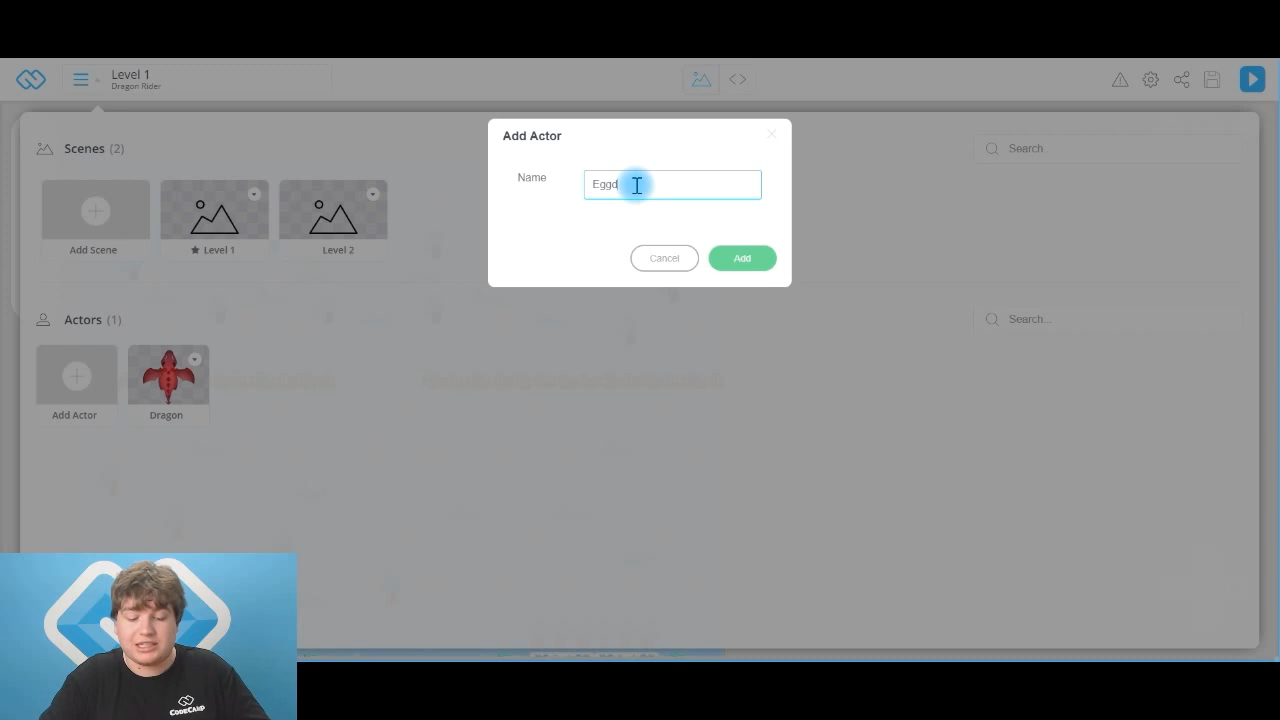 Level 1
Dragon Rider
Add Actor
Name
Eggd
Cancel
Add
Scenes (2)
Search
Add Scene
★ Level 1
Level 2
Actors (1)
Search...
Add Actor
Dragon
CODECAMP